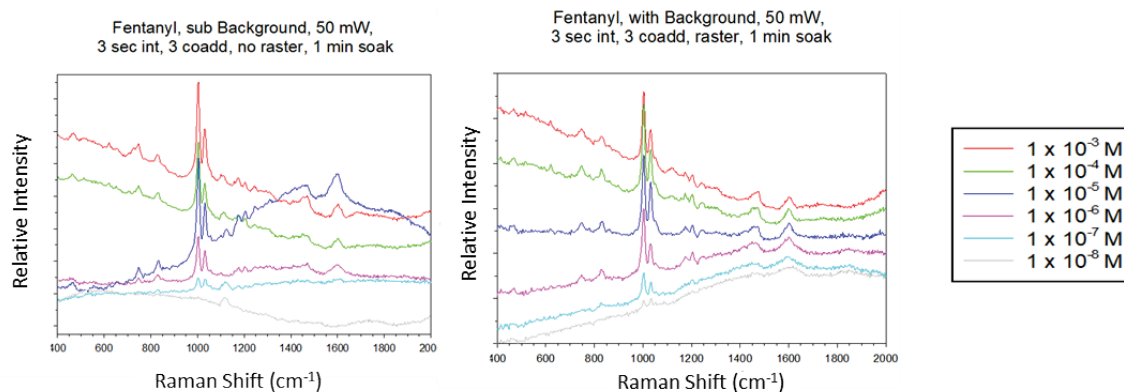 Fentanyl, sub Background, 50 mW,
3 sec int, 3 coadd, no raster, 1 min soak
Relative Intensity
400 600 800 1000 1200 1400 1600 1800 200
Raman Shift (cm⁻¹)
Fentanyl, with Background, 50 mW,
3 sec int, 3 coadd, raster, 1 min soak
Relative Intensity
400 600 800 1000 1200 1400 1600 1800 2000
Raman Shift (cm⁻¹)
1 x 10⁻³ M
1 x 10⁻⁴ M
1 x 10⁻⁵ M
1 x 10⁻⁶ M
1 x 10⁻⁷ M
1 x 10⁻⁸ M